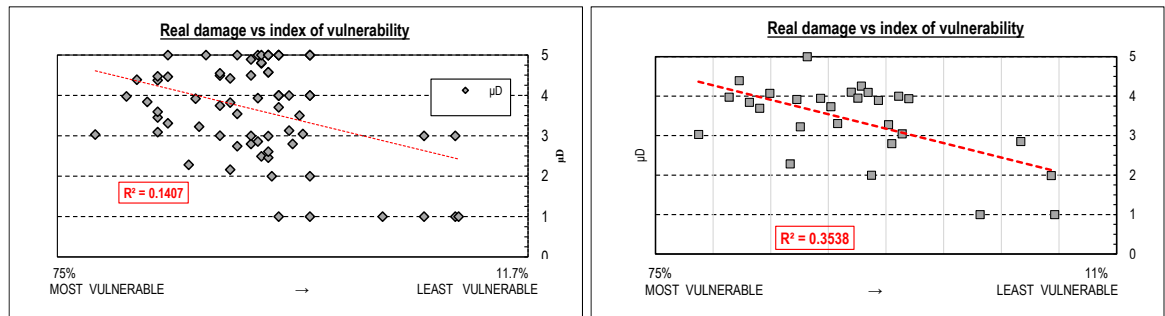 Real damage vs index of vulnerability
5
4
3
2
1
0
μD
μD
R² = 0.1407
75%
11.7%
MOST VULNERABLE → LEAST VULNERABLE
Real damage vs index of vulnerability
5
4
3
2
1
0
μD
R² = 0.3538
75%
11%
MOST VULNERABLE → LEAST VULNERABLE